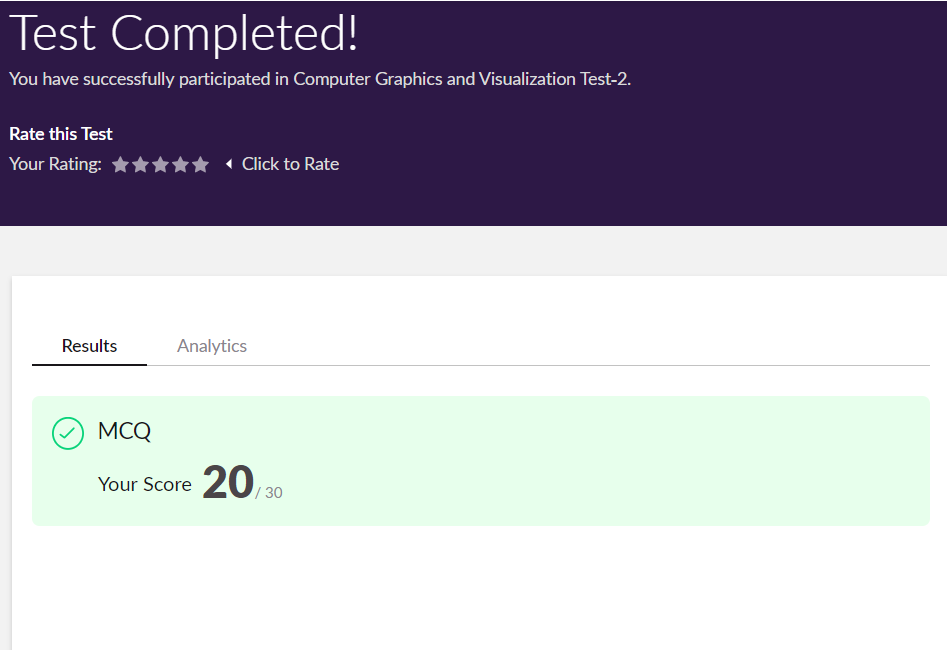 Test Completed!
You have successfully participated in Computer Graphics and Visualization Test-2.
Rate this Test
Your Rating: Click to Rate
Results Analytics
MCQ
Your Score 20 / 30